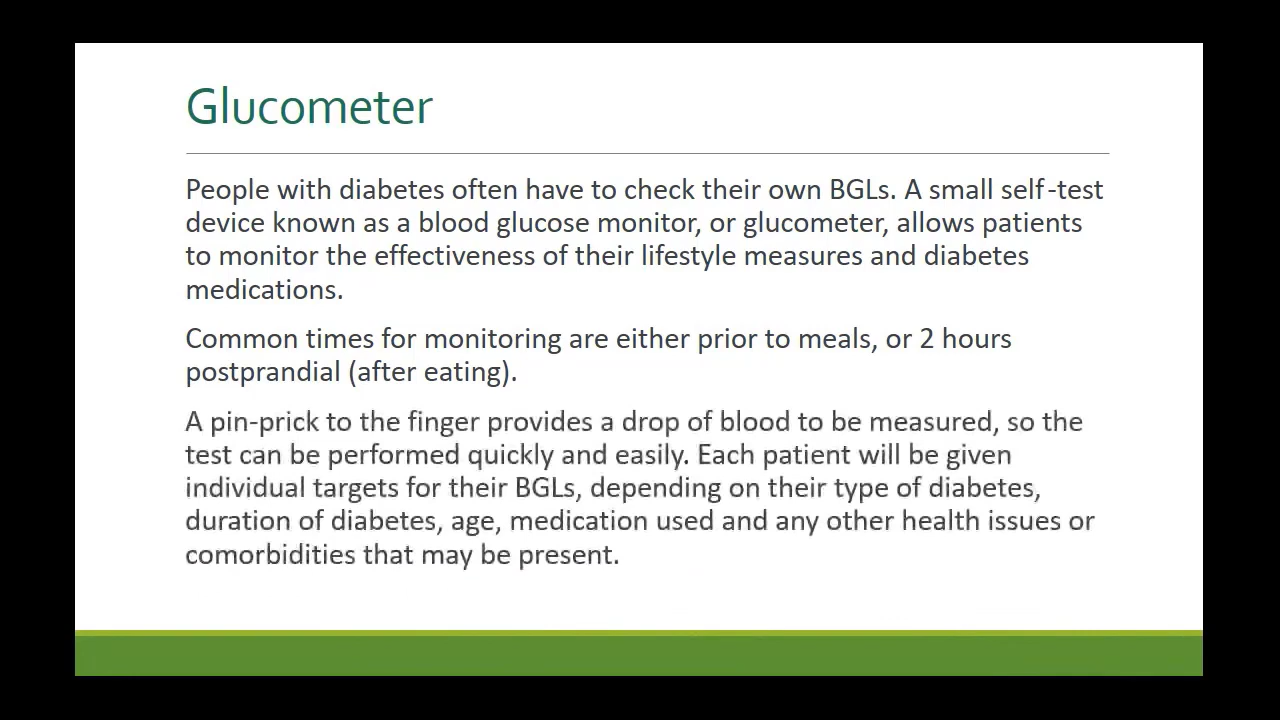 Glucometer
People with diabetes often have to check their own BGLs. A small self-test
device known as a blood glucose monitor, or glucometer, allows patients
to monitor the effectiveness of their lifestyle measures and diabetes
medications.
Common times for monitoring are either prior to meals, or 2 hours
postprandial (after eating).
A pin-prick to the finger provides a drop of blood to be measured, so the
test can be performed quickly and easily. Each patient will be given
individual targets for their BGLs, depending on their type of diabetes,
duration of diabetes, age, medication used and any other health issues or
comorbidities that may be present.